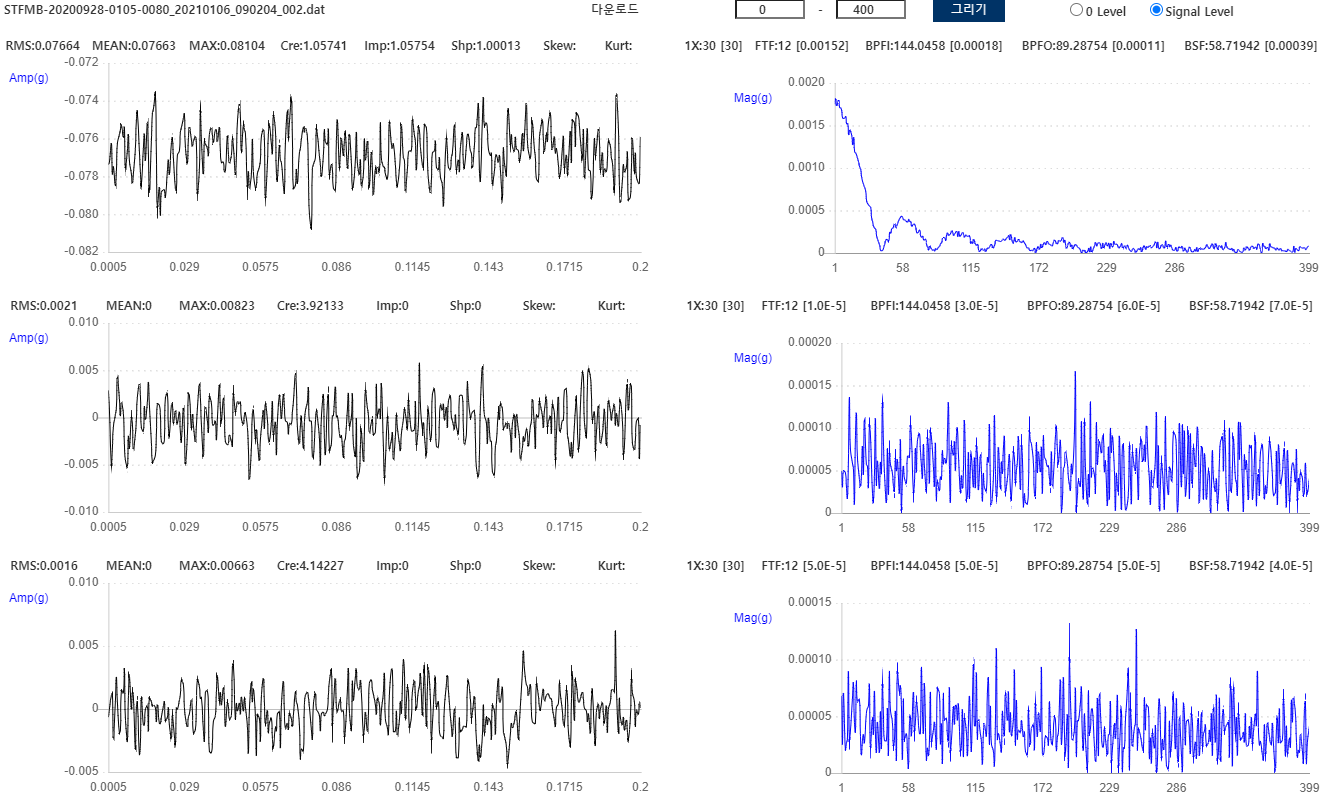 STFMB-20200928-0105-0080_20210106_090204_002.dat 다운로드 0 - 400 그리기 0 Level Signal Level
RMS:0.07664 MEAN:0.07663 MAX:0.08104 Cre:1.05741 Imp:1.05754 Shp:1.00013 Skew: Kurt:
Amp(g)
-0.072
-0.074
-0.076
-0.078
-0.080
-0.082
0.0005 0.029 0.0575 0.086 0.1145 0.143 0.1715 0.2
1X:30 [30] FTF:12 [0.00152] BPFI:144.0458 [0.00018] BPFO:89.28754 [0.00011] BSF:58.71942 [0.00039]
Mag(g)
0.0020
0.0015
0.0010
0.0005
0
1 58 115 172 229 286 399
RMS:0.0021 MEAN:0 MAX:0.00823 Cre:3.92133 Imp:0 Shp:0 Skew: Kurt:
Amp(g)
0.010
0.005
0
-0.005
-0.010
0.0005 0.029 0.0575 0.086 0.1145 0.143 0.1715 0.2
1X:30 [30] FTF:12 [1.0E-5] BPFI:144.0458 [3.0E-5] BPFO:89.28754 [6.0E-5] BSF:58.71942 [7.0E-5]
Mag(g)
0.00020
0.00015
0.00010
0.00005
0
1 58 115 172 229 286 399
RMS:0.0016 MEAN:0 MAX:0.00663 Cre:4.14227 Imp:0 Shp:0 Skew: Kurt:
Amp(g)
0.010
0.005
0
-0.005
0.0005 0.029 0.0575 0.086 0.1145 0.143 0.1715 0.2
1X:30 [30] FTF:12 [5.0E-5] BPFI:144.0458 [5.0E-5] BPFO:89.28754 [5.0E-5] BSF:58.71942 [4.0E-5]
Mag(g)
0.00015
0.00010
0.00005
0
1 58 115 172 229 286 399